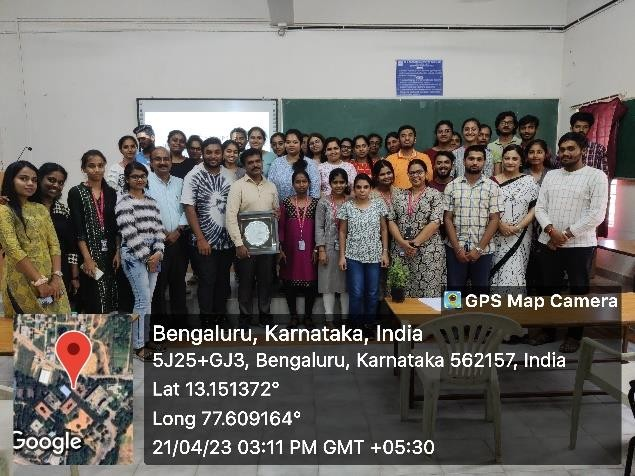 GPS Map Camera
Bengaluru, Karnataka, India
5J25+GJ3, Bengaluru, Karnataka 562157, India
Lat 13.151372°
Long 77.609164°
21/04/23 03:11 PM GMT +05:30
Google